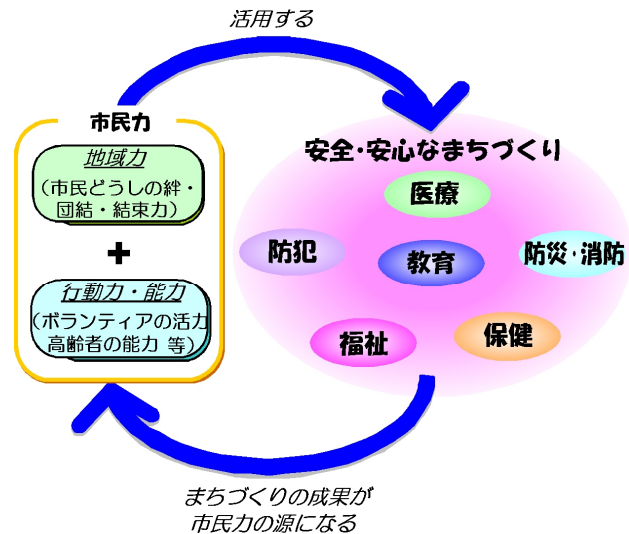 活用する
市民力
地域力
(市民どうしの絆・
団結・結束力)
+
行動力・能力
(ボランティアの活力
高齢者の能力 等)
安全・安心なまちづくり
医療
防犯
教育
防災・消防
福祉
保健
まちづくりの成果が
市民力の源になる